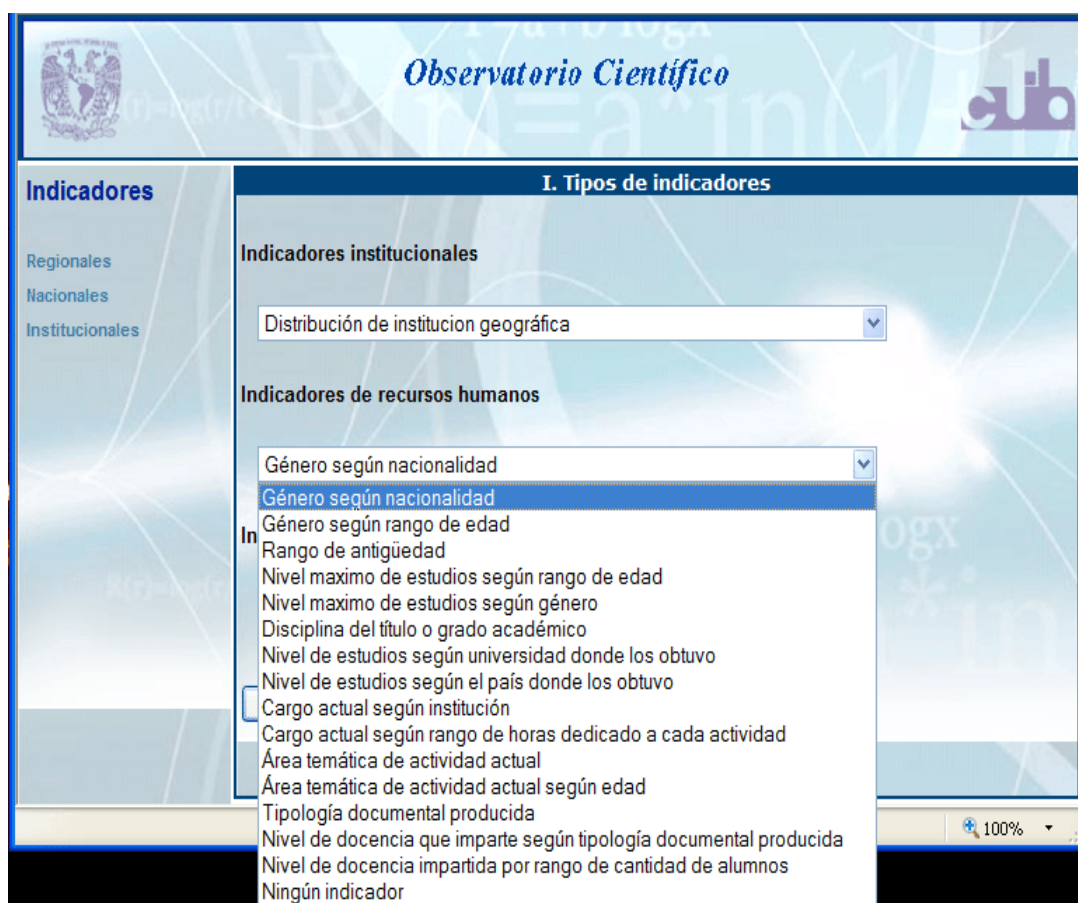 Observatorio Científico
cuib
Indicadores
Regionales
Nacionales
Institucionales
I. Tipos de indicadores
Indicadores institucionales
Distribución de institucion geográfica
Indicadores de recursos humanos
Género según nacionalidad
Género según nacionalidad
Género según rango de edad
In
Rango de antigüedad
Nivel maximo de estudios según rango de edad
Nivel maximo de estudios según género
Disciplina del título o grado académico
Nivel de estudios según universidad donde los obtuvo
Nivel de estudios según el país donde los obtuvo
Cargo actual según institución
Cargo actual según rango de horas dedicado a cada actividad
Área temática de actividad actual
Área temática de actividad actual según edad
Tipología documental producida
Nivel de docencia que imparte según tipología documental producida
Nivel de docencia impartida por rango de cantidad de alumnos
Ningún indicador
100%